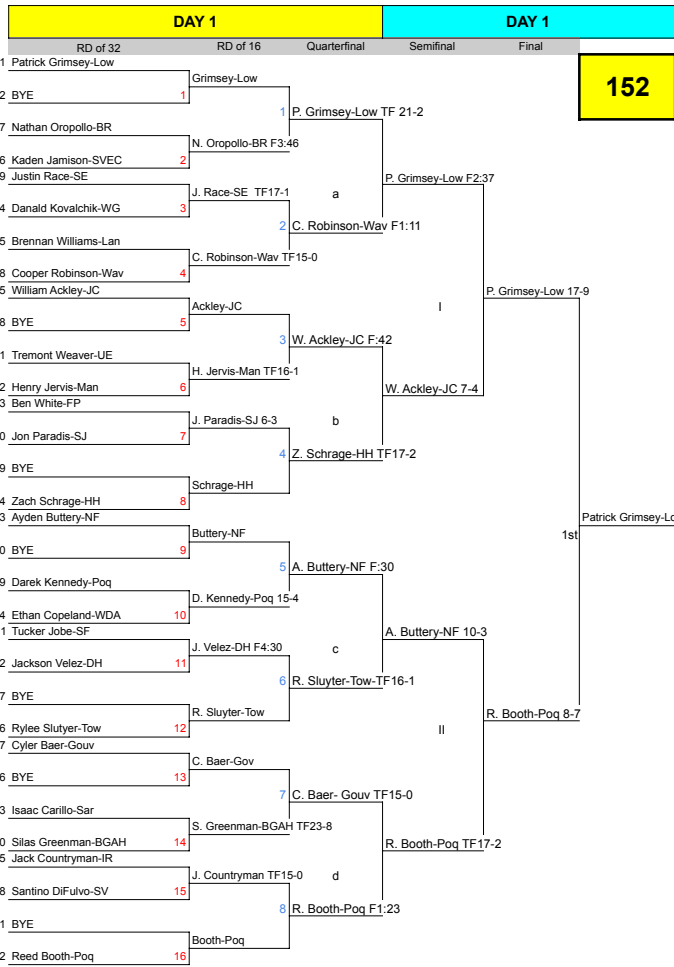 DAY 1
DAY 1
RD of 32
RD of 16
Quarterfinal
Semifinal
Final
152
1 Patrick Grimsey-Low
2 BYE
1
7 Nathan Oropollo-BR
6 Kaden Jamison-SVEC
2
9 Justin Race-SE
4 Danald Kovalchik-WG
3
5 Brennan Williams-Lan
8 Cooper Robinson-Wav
4
5 William Ackley-JC
8 BYE
5
1 Tremont Weaver-UE
2 Henry Jervis-Man
6
3 Ben White-FP
0 Jon Paradis-SJ
7
9 BYE
4 Zach Schrage-HH
8
3 Ayden Buttery-NF
0 BYE
9
9 Darek Kennedy-Poq
4 Ethan Copeland-WDA
10
1 Tucker Jobe-SF
2 Jackson Velez-DH
11
7 BYE
6 Rylee Slutyer-Tow
12
7 Cyler Baer-Gouv
6 BYE
13
3 Isaac Carillo-Sar
0 Silas Greenman-BGAH
14
5 Jack Countryman-IR
8 Santino DiFulvo-SV
15
1 BYE
2 Reed Booth-Poq
16
Grimsey-Low
N. Oropollo-BR F3:46
J. Race-SE TF17-1
C. Robinson-Wav TF15-0
Ackley-JC
H. Jervis-Man TF16-1
J. Paradis-SJ 6-3
Schrage-HH
Buttery-NF
D. Kennedy-Poq 15-4
J. Velez-DH F4:30
R. Sluyter-Tow
C. Baer-Gov
S. Greenman-BGAH TF23-8
J. Countryman TF15-0
Booth-Poq
1 P. Grimsey-Low TF 21-2
a
2 C. Robinson-Wav F1:11
3 W. Ackley-JC F:42
b
4 Z. Schrage-HH TF17-2
5 A. Buttery-NF F:30
c
6 R. Sluyter-Tow-TF16-1
7 C. Baer- Gouv TF15-0
d
8 R. Booth-Poq F1:23
P. Grimsey-Low F2:37
I
W. Ackley-JC 7-4
A. Buttery-NF 10-3
II
R. Booth-Poq TF17-2
P. Grimsey-Low 17-9
R. Booth-Poq 8-7
Patrick Grimsey-Lo
1st